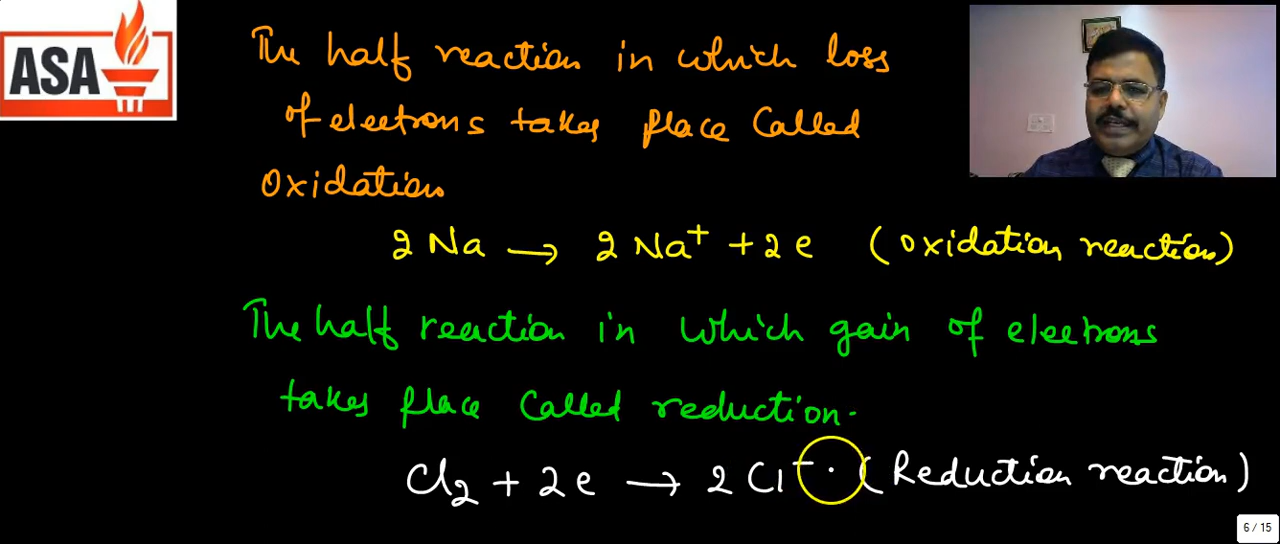 ASA
The half reaction in which loss
of electrons takes place called
Oxidation
2 Na → 2 Na⁺ + 2 e (Oxidation reaction)
The half reaction in which gain of electrons
takes place called reduction.
Cl₂ + 2 e → 2 Cl⁻ (Reduction reaction)
6 / 15